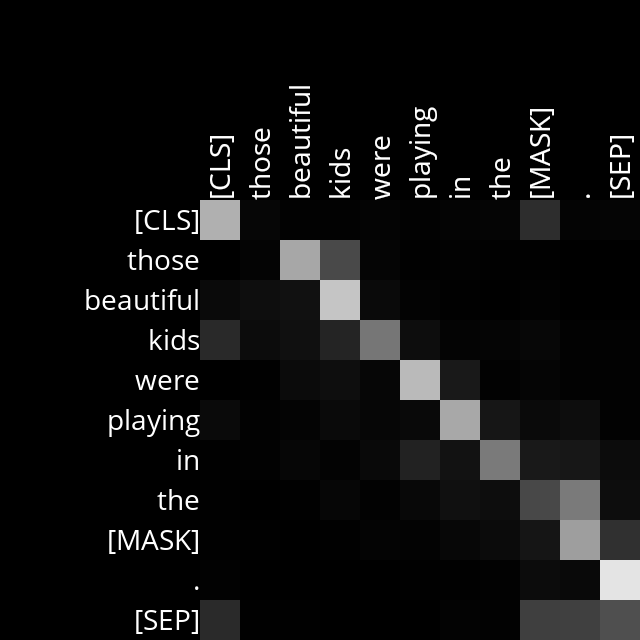 [CLS] those beautiful kids were playing in the [MASK] . [SEP]
[CLS]
those
beautiful
kids
were
playing
in
the
[MASK]
.
[SEP]